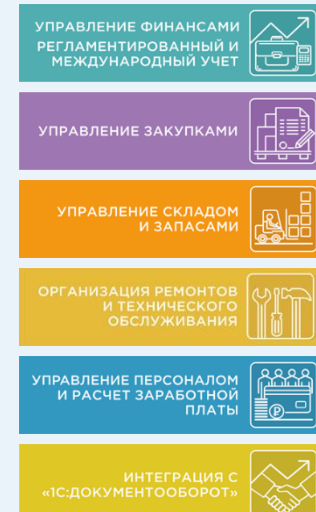 УПРАВЛЕНИЕ ФИНАНСАМИ
РЕГЛАМЕНТИРОВАННЫЙ И
МЕЖДУНАРОДНЫЙ УЧЕТ
УПРАВЛЕНИЕ ЗАКУПКАМИ
УПРАВЛЕНИЕ СКЛАДОМ
И ЗАПАСАМИ
ОРГАНИЗАЦИЯ РЕМОНТОВ
И ТЕХНИЧЕСКОГО
ОБСЛУЖИВАНИЯ
УПРАВЛЕНИЕ ПЕРСОНАЛОМ
И РАСЧЕТ ЗАРАБОТНОЙ
ПЛАТЫ
ИНТЕГРАЦИЯ С
«1С:ДОКУМЕНТООБОРОТ»